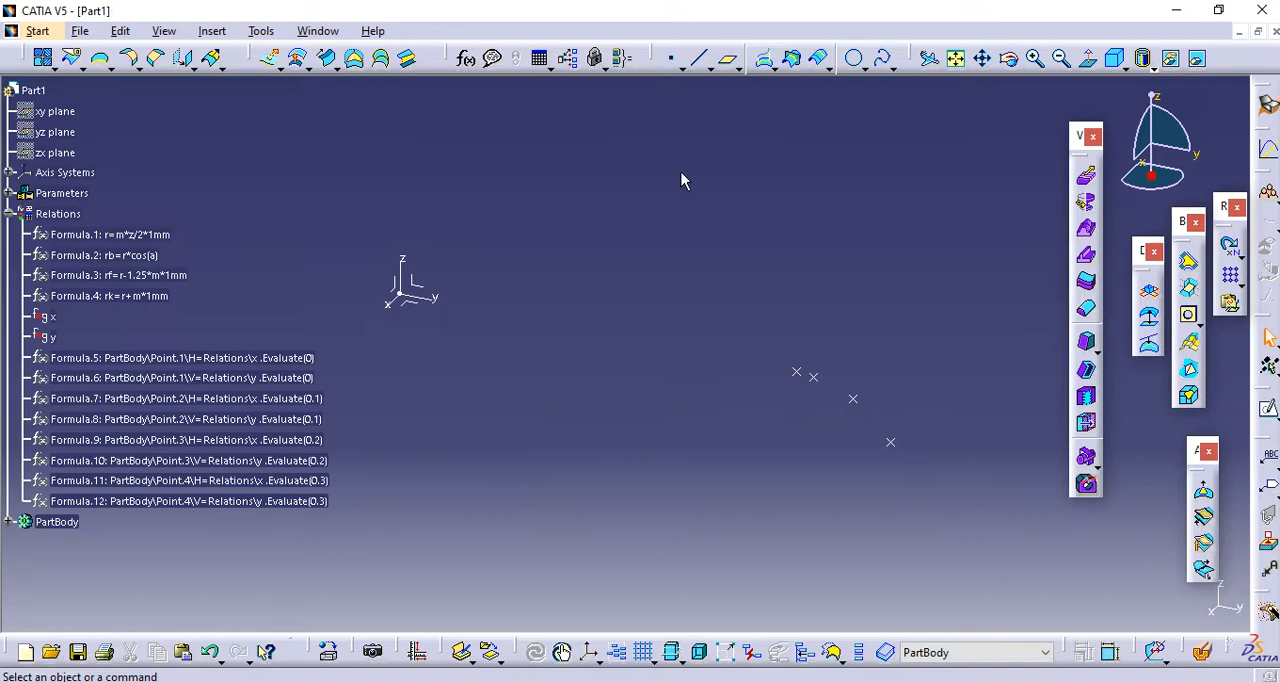 CATIA V5 - [Part1]
Start File Edit View Insert Tools Window Help
Part1
xy plane
yz plane
zx plane
Axis Systems
Parameters
Relations
Formula.1: r=m*z/2*1mm
Formula.2: rb=r*cos(a)
Formula.3: rf=r-1.25*m*1mm
Formula.4: rk=r+m*1mm
x
y
Formula.5: PartBody\Point.1\H=Relations\x .Evaluate(0)
Formula.6: PartBody\Point.1\V=Relations\y .Evaluate(0)
Formula.7: PartBody\Point.2\H=Relations\x .Evaluate(0.1)
Formula.8: PartBody\Point.2\V=Relations\y .Evaluate(0.1)
Formula.9: PartBody\Point.3\H=Relations\x .Evaluate(0.2)
Formula.10: PartBody\Point.3\V=Relations\y .Evaluate(0.2)
Formula.11: PartBody\Point.4\H=Relations\x .Evaluate(0.3)
Formula.12: PartBody\Point.4\V=Relations\y .Evaluate(0.3)
PartBody
z
x
y
z
x
y
V
D
B
R
A
z
x
y
PartBody
CATIA
Select an object or a command